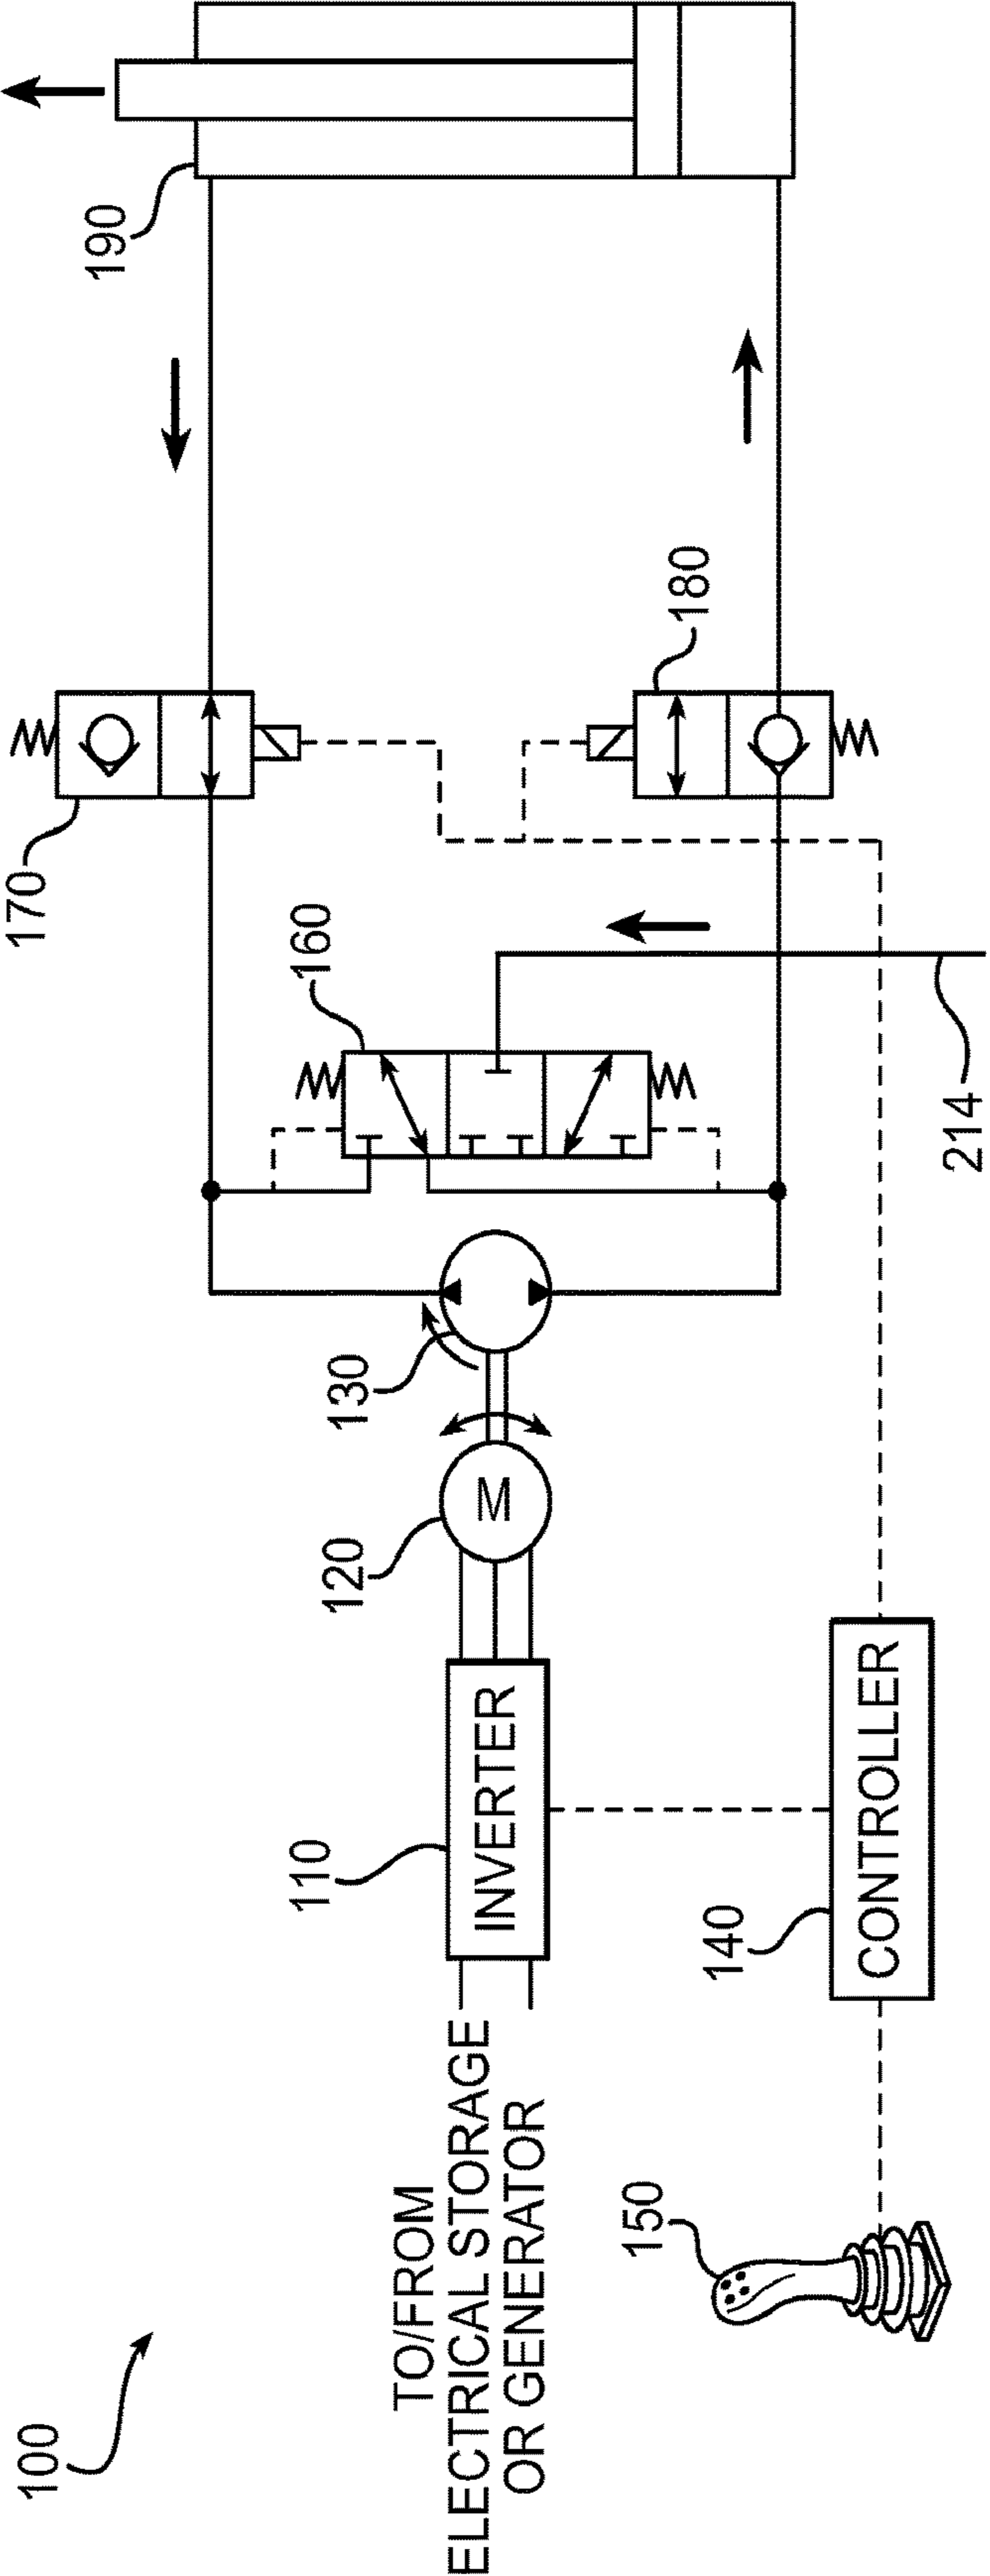 100
TO/FROM
ELECTRICAL STORAGE
OR GENERATOR
110
INVERTER
120
M
130
150
140
CONTROLLER
160
170
180
190
214